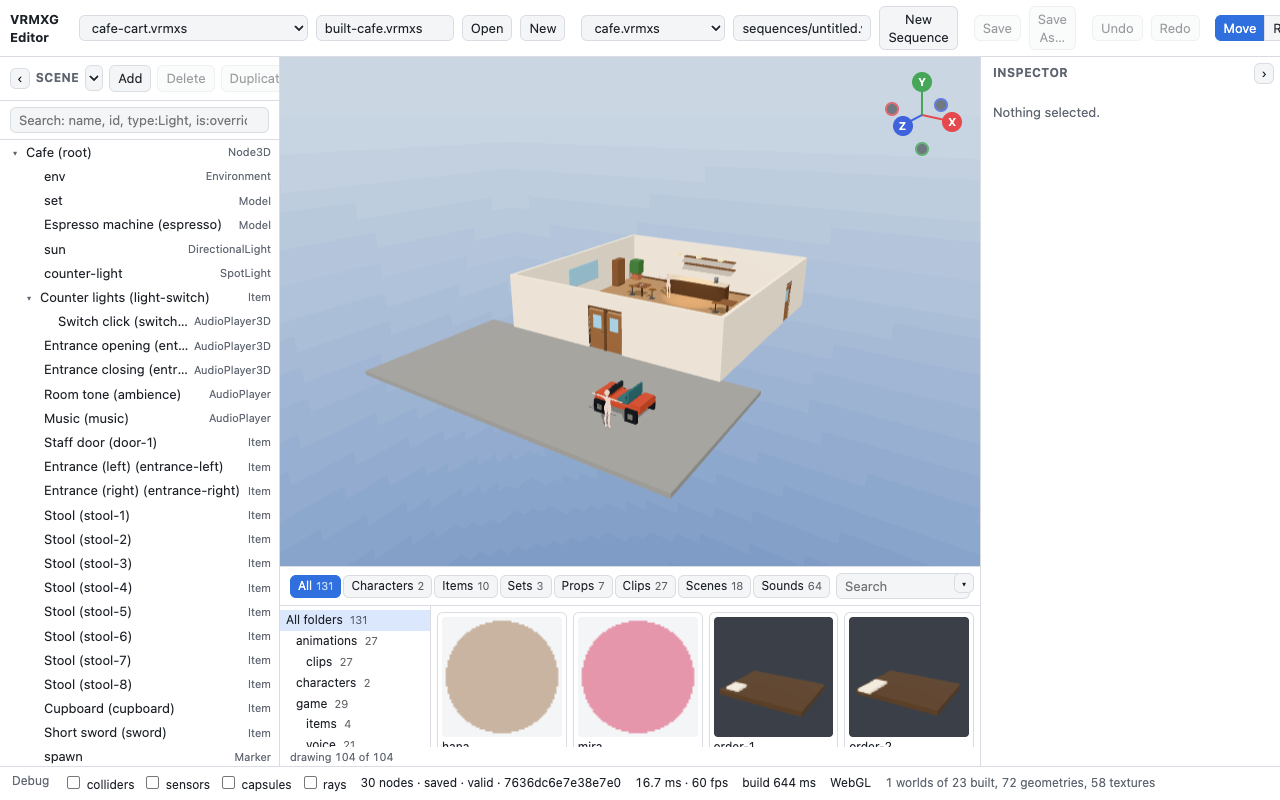 VRMXG Editor
cafe-cart.vrmxs
built-cafe.vrmxs
Open
New
cafe.vrmxs
sequences/untitled.
New Sequence
Save
Save As...
Undo
Redo
Move
R
‹ SCENE Add Delete Duplicat
Search: name, id, type:Light, is:overric
Cafe (root) Node3D
env Environment
set Model
Espresso machine (espresso) Model
sun DirectionalLight
counter-light SpotLight
Counter lights (light-switch) Item
Switch click (switch... AudioPlayer3D
Entrance opening (ent... AudioPlayer3D
Entrance closing (entr... AudioPlayer3D
Room tone (ambience) AudioPlayer
Music (music) AudioPlayer
Staff door (door-1) Item
Entrance (left) (entrance-left) Item
Entrance (right) (entrance-right) Item
Stool (stool-1) Item
Stool (stool-2) Item
Stool (stool-3) Item
Stool (stool-4) Item
Stool (stool-5) Item
Stool (stool-6) Item
Stool (stool-7) Item
Stool (stool-8) Item
Cupboard (cupboard) Item
Short sword (sword) Item
spawn Marker
Y
X
Z
INSPECTOR ›
Nothing selected.
All 131 Characters 2 Items 10 Sets 3 Props 7 Clips 27 Scenes 18 Sounds 64 Search
All folders 131
animations 27
clips 27
characters 2
game 29
items 4
voice 21
drawing 104 of 104
hana
mira
order-1
order-2
Debug colliders sensors capsules rays 30 nodes · saved · valid · 7636dc6e7e38e7e0 16.7 ms · 60 fps build 644 ms WebGL 1 worlds of 23 built, 72 geometries, 58 textures